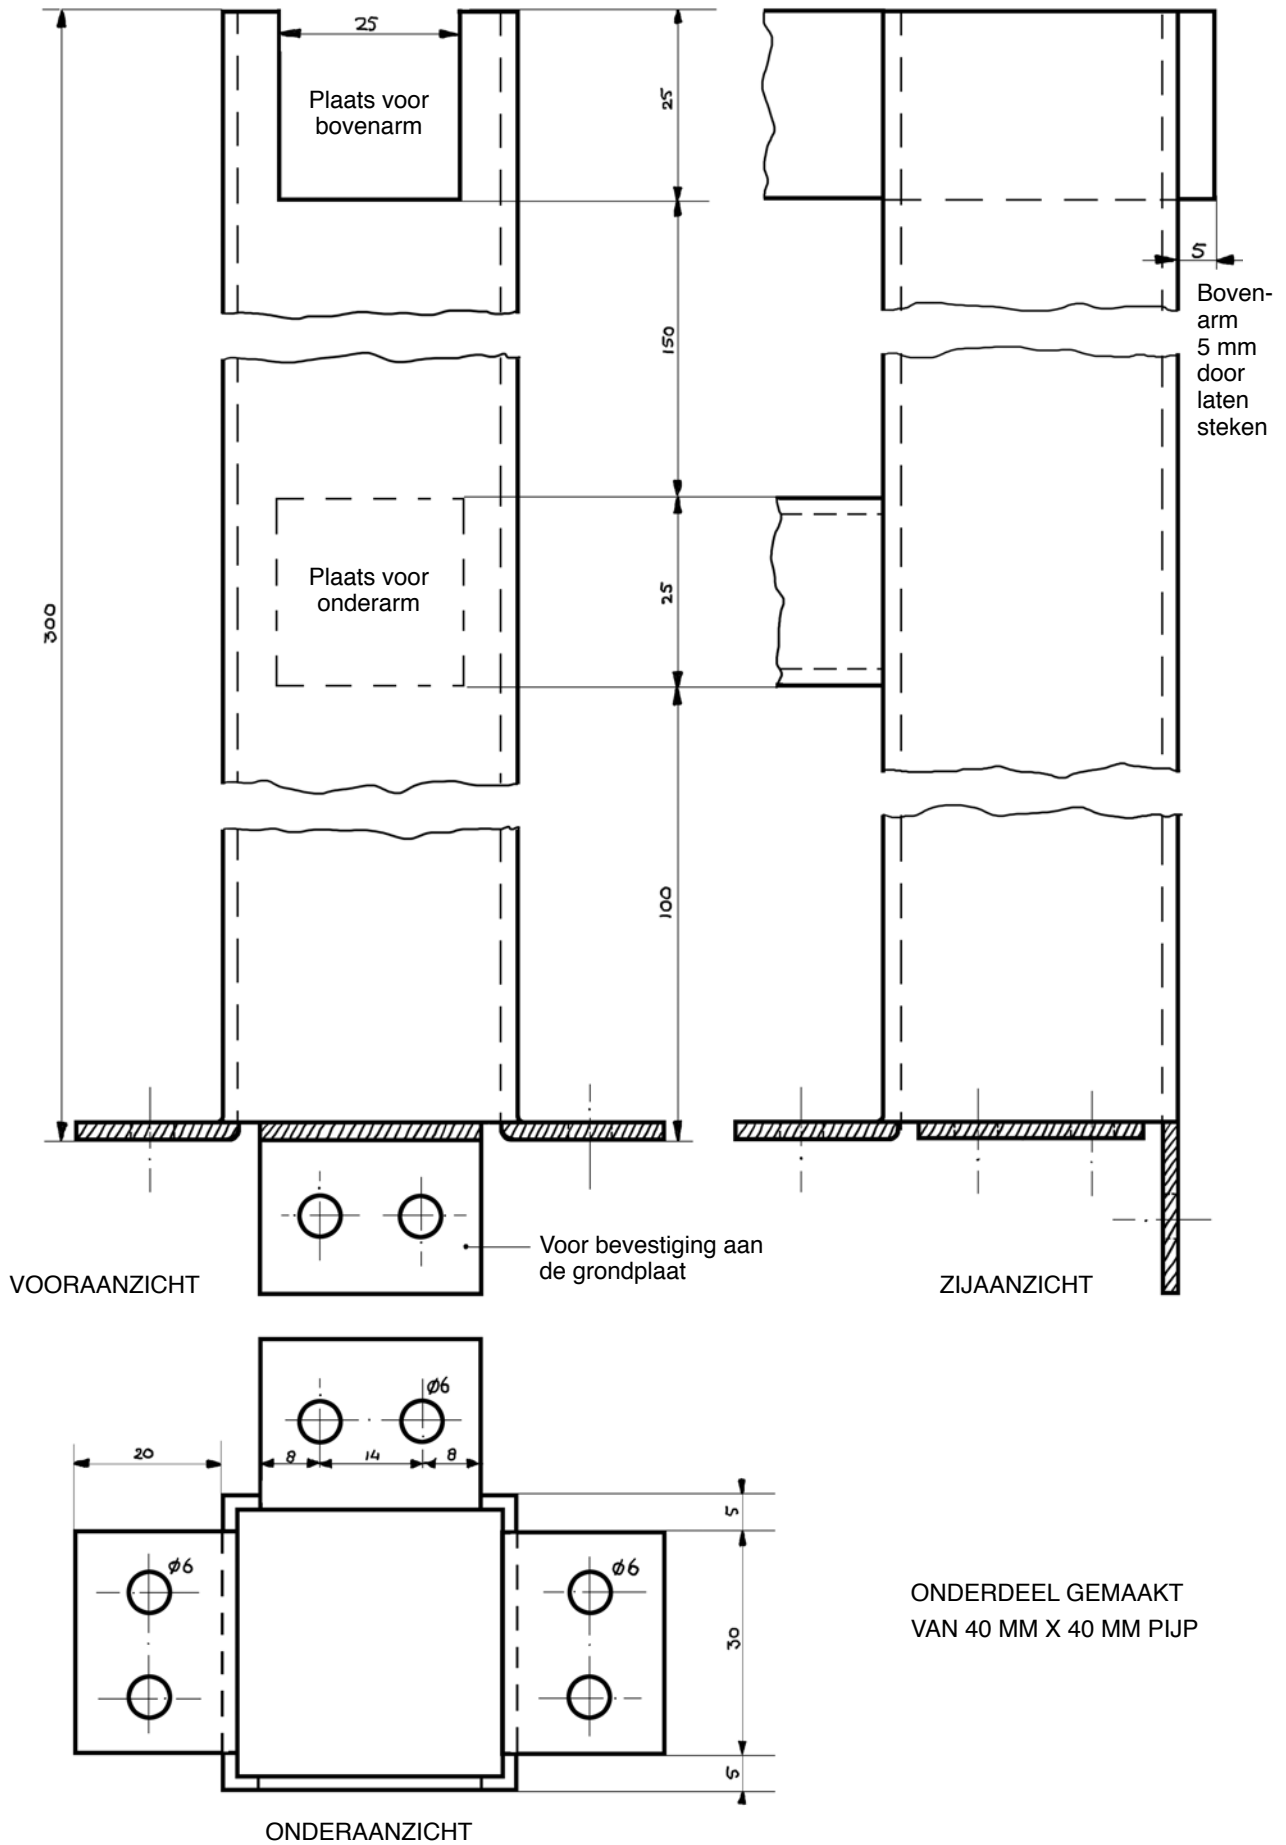 25
Plaats voor
bovenarm
25
5
Boven-
arm
5 mm
door
laten
steken
150
300
Plaats voor
onderarm
25
100
Voor bevestiging aan
de grondplaat
VOORAANZICHT
ZIJAANZICHT
ø6
20
8
14
8
5
ø6
ø6
30
ONDERDEEL GEMAAKT
VAN 40 MM X 40 MM PIJP
5
ONDERAANZICHT